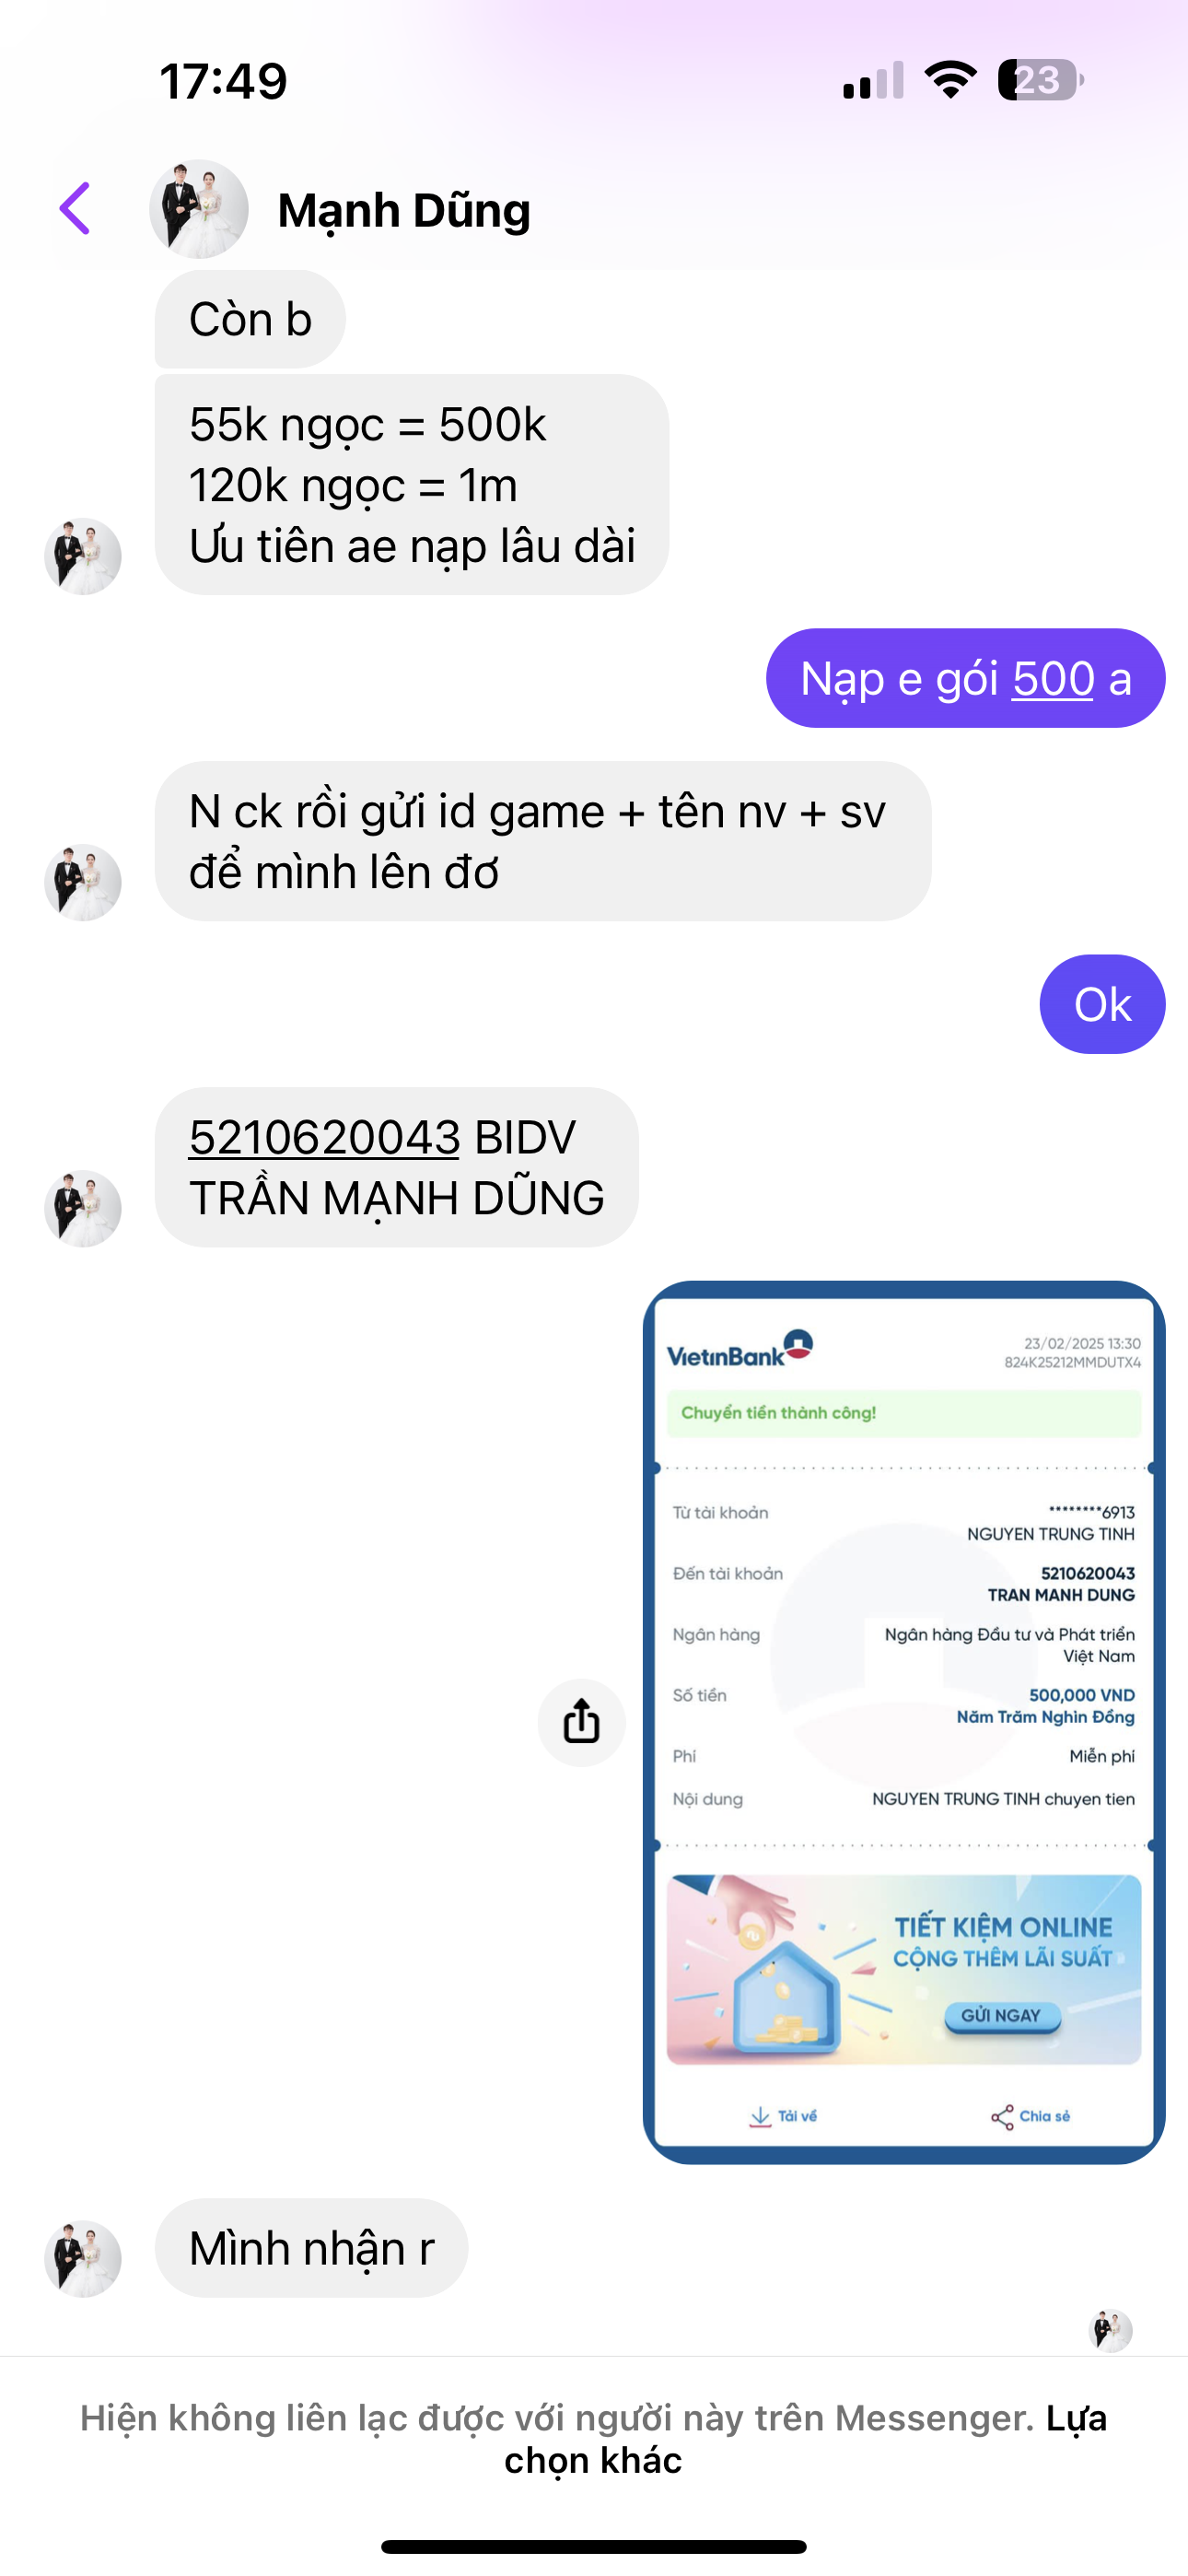 17:49
23
Mạnh Dũng
Còn b
55k ngọc = 500k
120k ngọc = 1m
Ưu tiên ae nạp lâu dài
Nạp e gói 500 a
N ck rồi gửi id game + tên nv + sv
để mình lên đơ
Ok
5210620043 BIDV
TRẦN MẠNH DŨNG
VietinBank
23/02/2025 13:30
824K25212MMDUTX4
Chuyển tiền thành công!
Từ tài khoản
********6913
NGUYEN TRUNG TINH
Đến tài khoản
5210620043
TRAN MANH DUNG
Ngân hàng
Ngân hàng Đầu tư và Phát triển
Việt Nam
Số tiền
500,000 VND
Năm Trăm Nghìn Đồng
Phí
Miễn phí
Nội dung
NGUYEN TRUNG TINH chuyen tien
TIẾT KIỆM ONLINE
CỘNG THÊM LÃI SUẤT
GỬI NGAY
Tải về
Chia sẻ
Mình nhận r
Hiện không liên lạc được với người này trên Messenger. Lựa
chọn khác